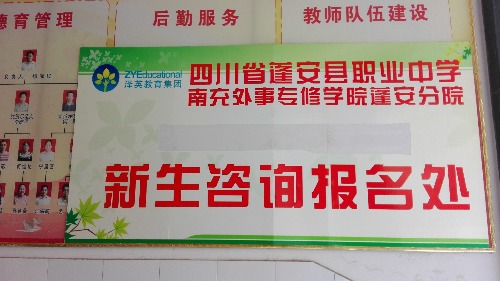 德育管理
后勤服务
教师队伍建设
ZYEducational
泽英教育集团
四川省蓬安县职业中学
南充外事专修学院蓬安分院
新生咨询报名处